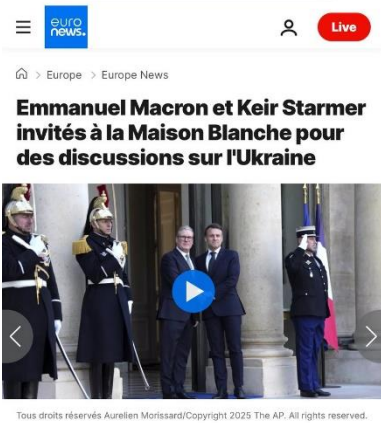 euro
news.
Live
Europe
Europe News
Emmanuel Macron et Keir Starmer
invités à la Maison Blanche pour
des discussions sur l'Ukraine
Tous droits réservés Aurelien Morissard/Copyright 2025 The AP. All rights reserved.